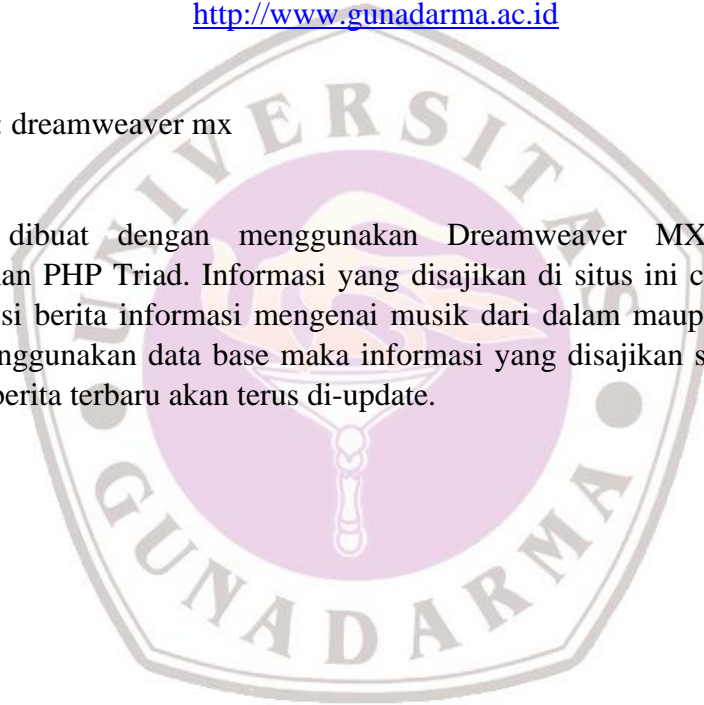 http://www.gunadarma.ac.id
: dreamweaver mx
dibuat dengan menggunakan Dreamweaver MX
an PHP Triad. Informasi yang disajikan di situs ini c
si berita informasi mengenai musik dari dalam maup
nggunakan data base maka informasi yang disajikan s
berita terbaru akan terus di-update.
UNIVERSITAS
GUNADARMA